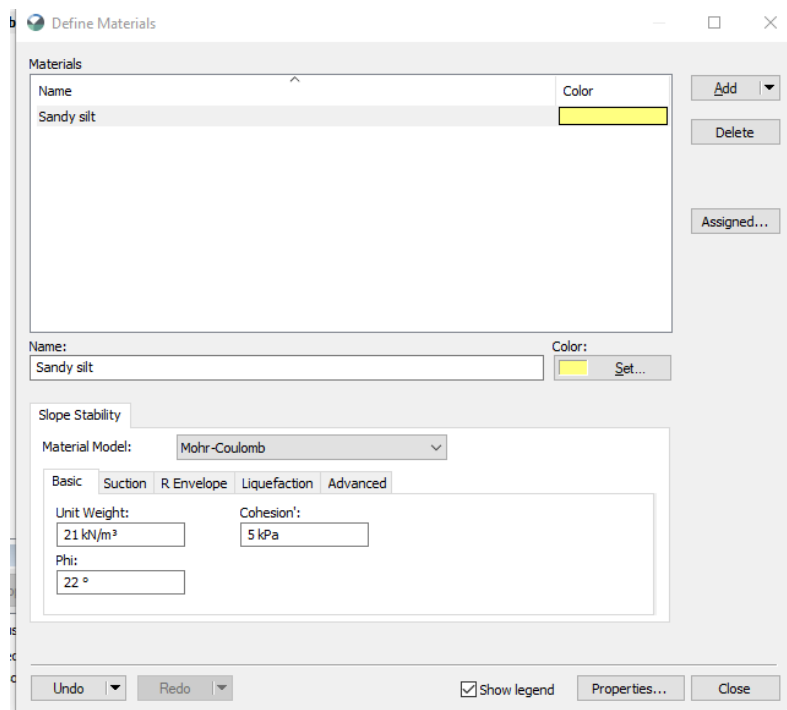 Define Materials
Materials
Name Color
Sandy silt
Add
Delete
Assigned...
Name: Color:
Sandy silt Set...
Slope Stability
Material Model: Mohr-Coulomb
Basic Suction R Envelope Liquefaction Advanced
Unit Weight: Cohesion':
21 kN/m³ 5 kPa
Phi:
22 °
Undo Redo Show legend Properties... Close